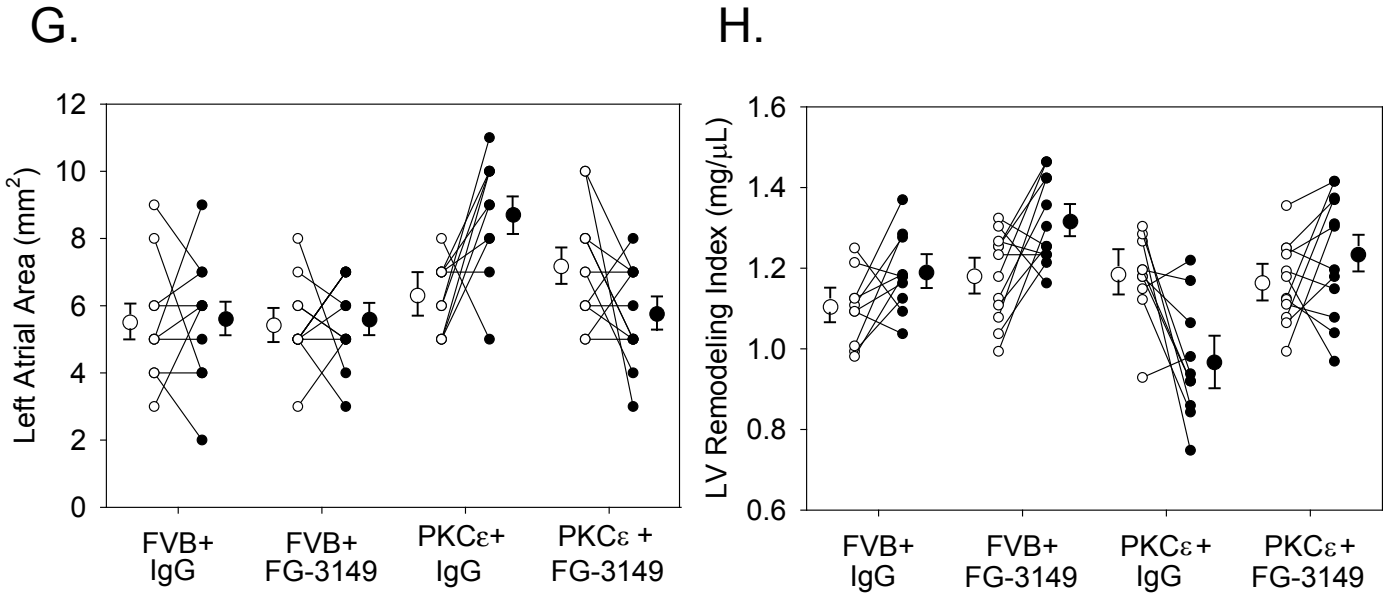 G.
Left Atrial Area (mm²)
12
10
8
6
4
2
0
FVB+
IgG
FVB+
FG-3149
PKCε+
IgG
PKCε +
FG-3149
H.
LV Remodeling Index (mg/μL)
1.6
1.4
1.2
1.0
0.8
0.6
FVB+
IgG
FVB+
FG-3149
PKCε+
IgG
PKCε+
FG-3149